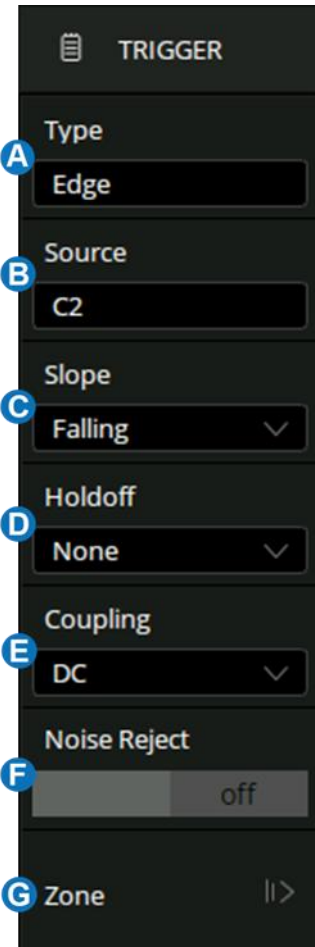 TRIGGER
Type
A
Edge
Source
B
C2
Slope
C
Falling
Holdoff
D
None
Coupling
E
DC
Noise Reject
F
off
G Zone